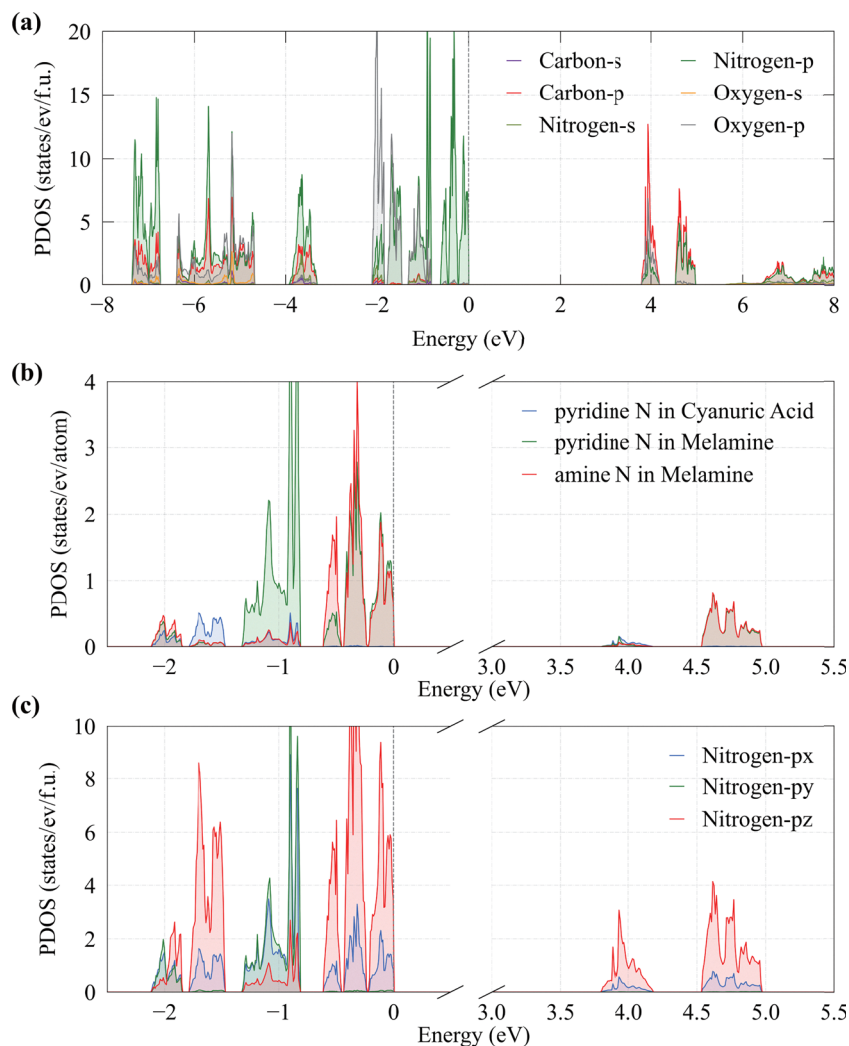 (a)
20
15
10
5
0
PDOS (states/ev/f.u.)
Carbon-s
Carbon-p
Nitrogen-s
Nitrogen-p
Oxygen-s
Oxygen-p
−8 −6 −4 −2 0 2 4 6 8
Energy (eV)
(b)
4
3
2
1
0
PDOS (states/ev/atom)
pyridine N in Cyanuric Acid
pyridine N in Melamine
amine N in Melamine
−2 −1 0 3.0 3.5 4.0 4.5 5.0 5.5
Energy (eV)
(c)
10
8
6
4
2
0
PDOS (states/ev/f.u.)
Nitrogen-px
Nitrogen-py
Nitrogen-pz
−2 −1 0 3.0 3.5 4.0 4.5 5.0 5.5
Energy (eV)